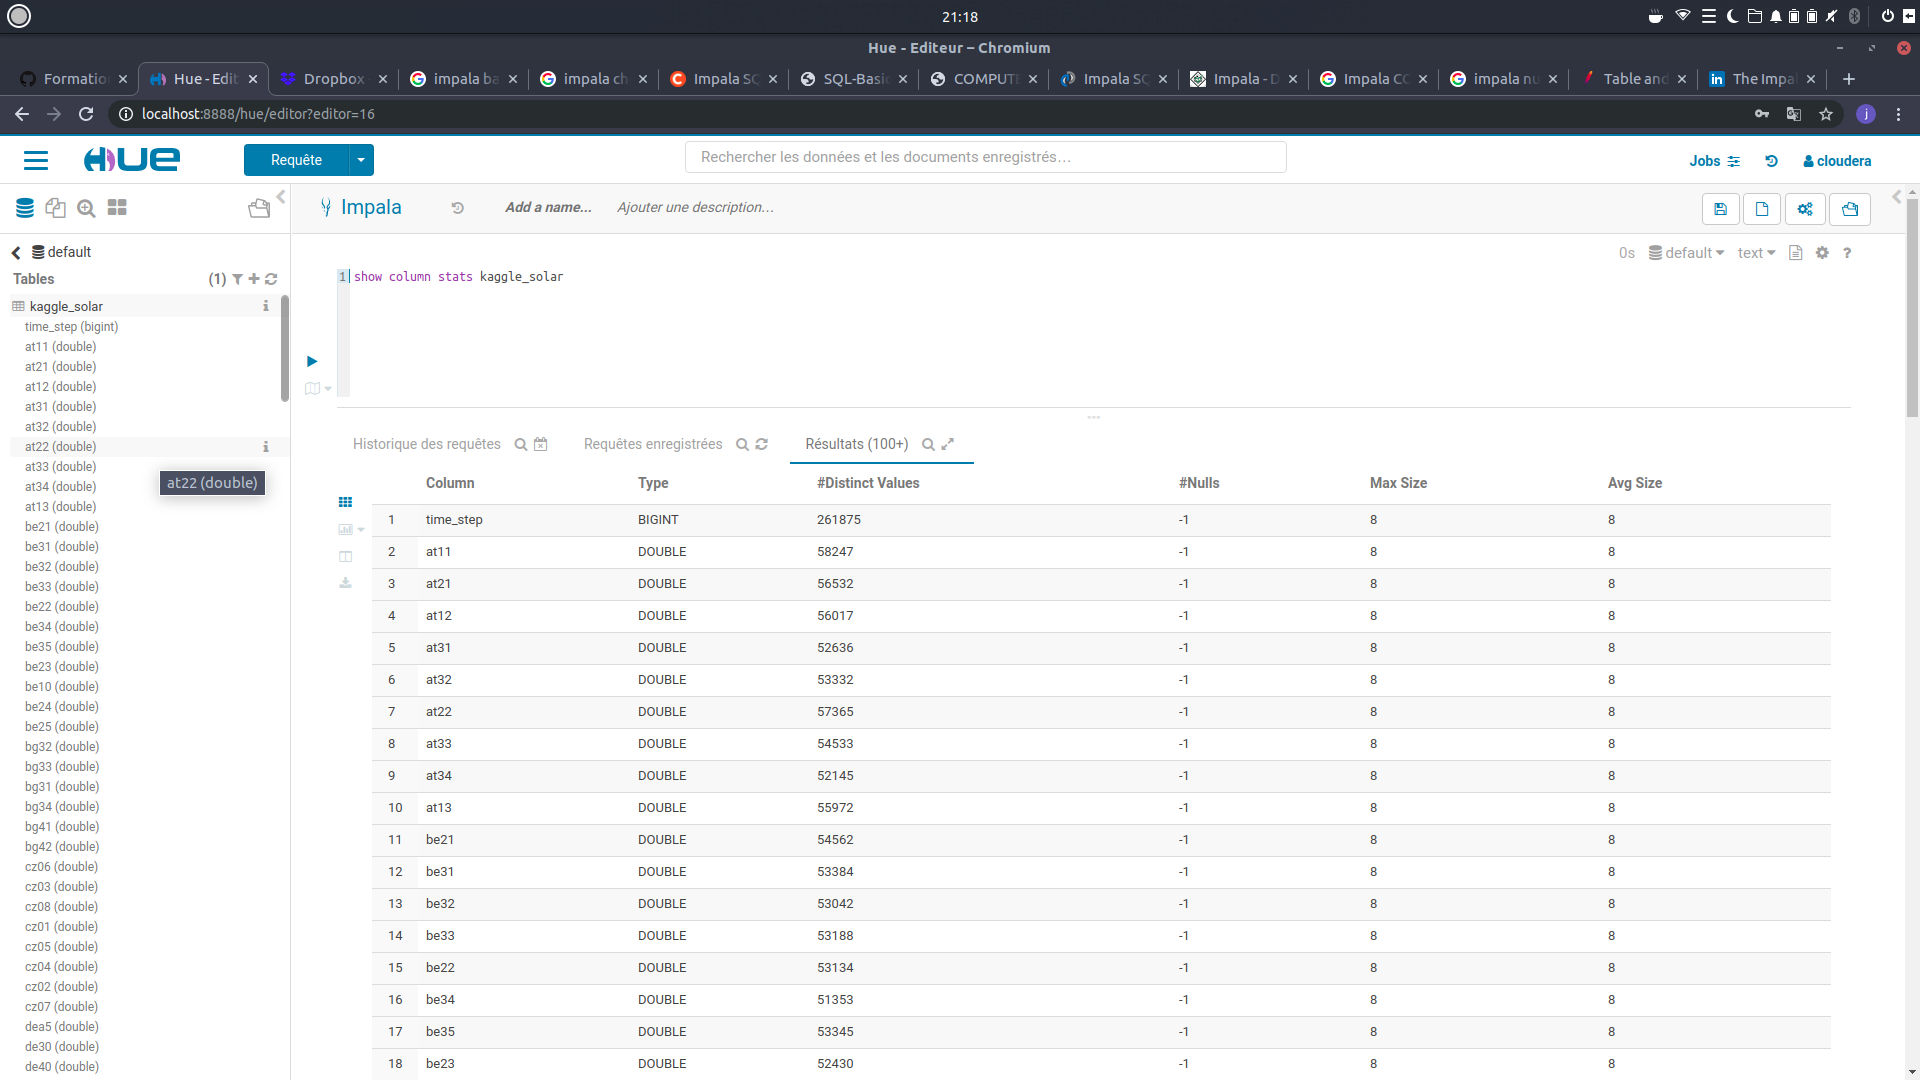 21:18
Hue - Editeur – Chromium
Formatio
Hue - Edit
Dropbox
impala ba
impala ch
Impala SQ
SQL-Basic
COMPUTE
Impala SQ
Impala - D
Impala CO
impala nu
Table and
The Impal
localhost:8888/hue/editor?editor=16
j
HUE
Requête
Rechercher les données et les documents enregistrés…
Jobs
cloudera
Impala
Add a name...
Ajouter une description…
default
0s
default
text
?
Tables
(1)
1
show column stats kaggle_solar
kaggle_solar
time_step (bigint)
at11 (double)
at21 (double)
at12 (double)
at31 (double)
at32 (double)
at22 (double)
at33 (double)
at22 (double)
at34 (double)
at13 (double)
be21 (double)
be31 (double)
be32 (double)
be33 (double)
be22 (double)
be34 (double)
be35 (double)
be23 (double)
be10 (double)
be24 (double)
be25 (double)
bg32 (double)
bg33 (double)
bg31 (double)
bg34 (double)
bg41 (double)
bg42 (double)
cz06 (double)
cz03 (double)
cz08 (double)
cz01 (double)
cz05 (double)
cz04 (double)
cz02 (double)
cz07 (double)
dea5 (double)
de30 (double)
de40 (double)
Historique des requêtes
Requêtes enregistrées
Résultats (100+)
Column Type #Distinct Values #Nulls Max Size Avg Size
1 time_step BIGINT 261875 -1 8 8
2 at11 DOUBLE 58247 -1 8 8
3 at21 DOUBLE 56532 -1 8 8
4 at12 DOUBLE 56017 -1 8 8
5 at31 DOUBLE 52636 -1 8 8
6 at32 DOUBLE 53332 -1 8 8
7 at22 DOUBLE 57365 -1 8 8
8 at33 DOUBLE 54533 -1 8 8
9 at34 DOUBLE 52145 -1 8 8
10 at13 DOUBLE 55972 -1 8 8
11 be21 DOUBLE 54562 -1 8 8
12 be31 DOUBLE 53384 -1 8 8
13 be32 DOUBLE 53042 -1 8 8
14 be33 DOUBLE 53188 -1 8 8
15 be22 DOUBLE 53134 -1 8 8
16 be34 DOUBLE 51353 -1 8 8
17 be35 DOUBLE 53345 -1 8 8
18 be23 DOUBLE 52430 -1 8 8